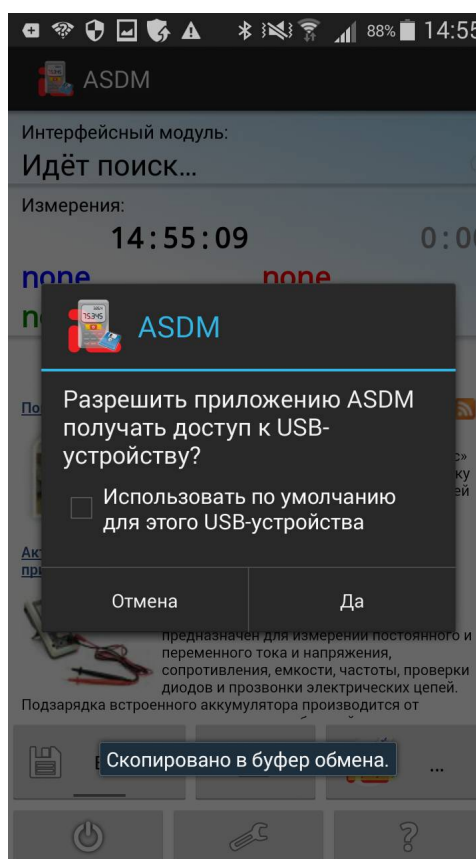 88% 14:55
ASDM
Интерфейсный модуль:
Идёт поиск...
Измерения:
14:55:09 0:00
none none
ASDM
Разрешить приложению ASDM
получать доступ к USB-
устройству?
Использовать по умолчанию
для этого USB-устройства
Отмена Да
предназначен для измерений постоянного и
переменного тока и напряжения,
сопротивления, емкости, частоты, проверки
диодов и прозвонки электрических цепей.
Подзарядка встроенного аккумулятора производится от
Скопировано в буфер обмена.
...
?